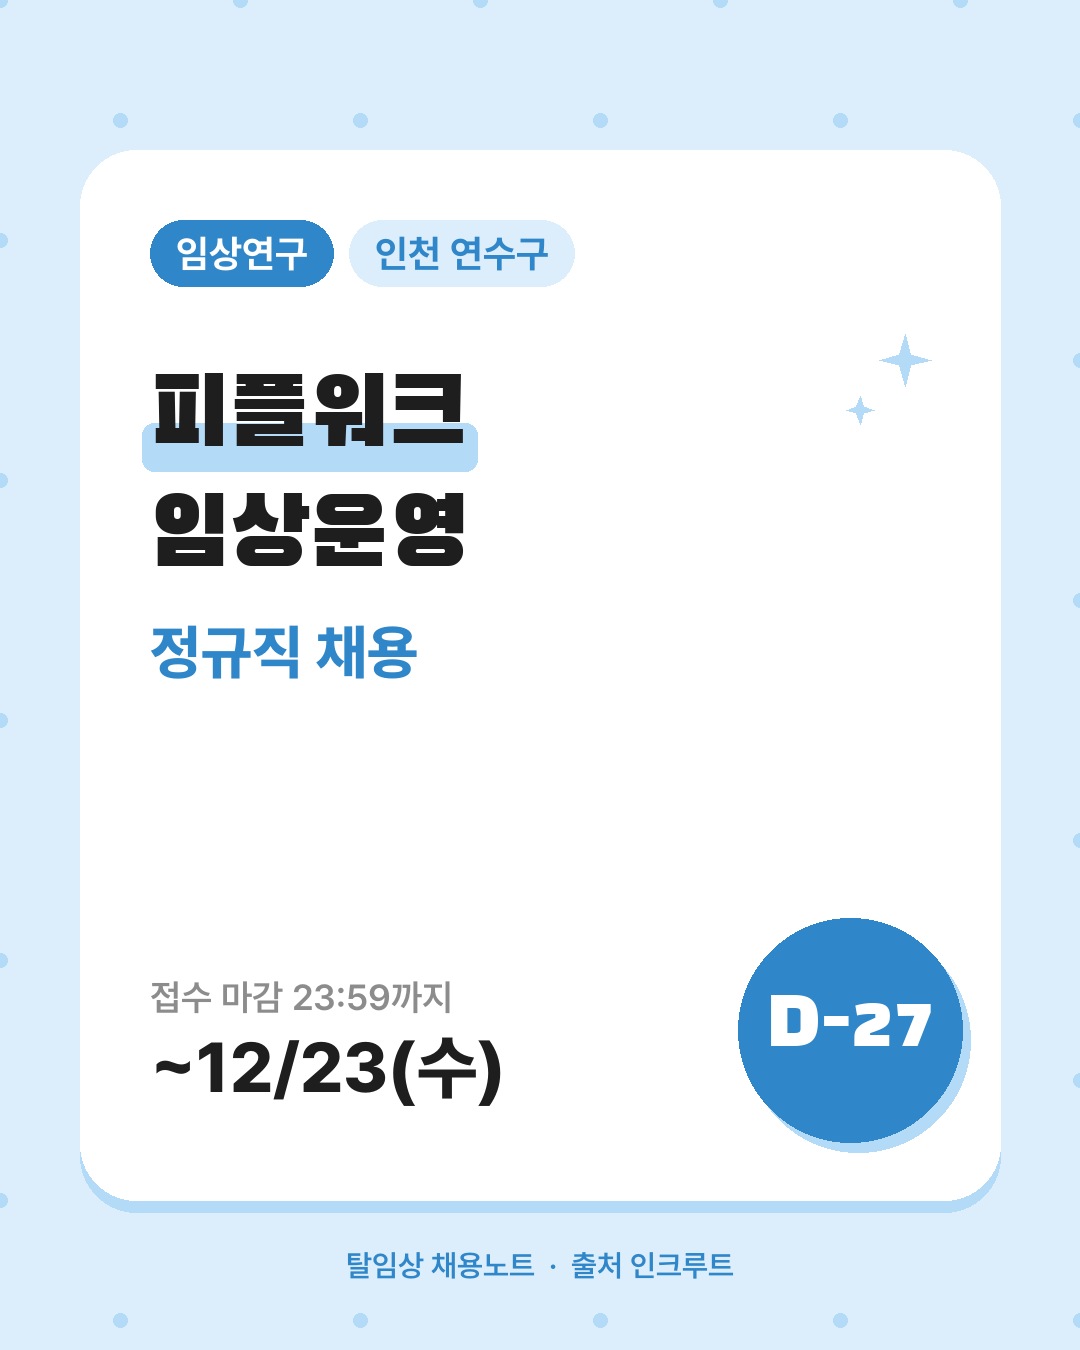 임상연구 인천 연수구
피플워크
임상운영
정규직 채용
접수 마감 23:59까지
~12/23(수)
D-27
탈임상 채용노트 · 출처 인크루트